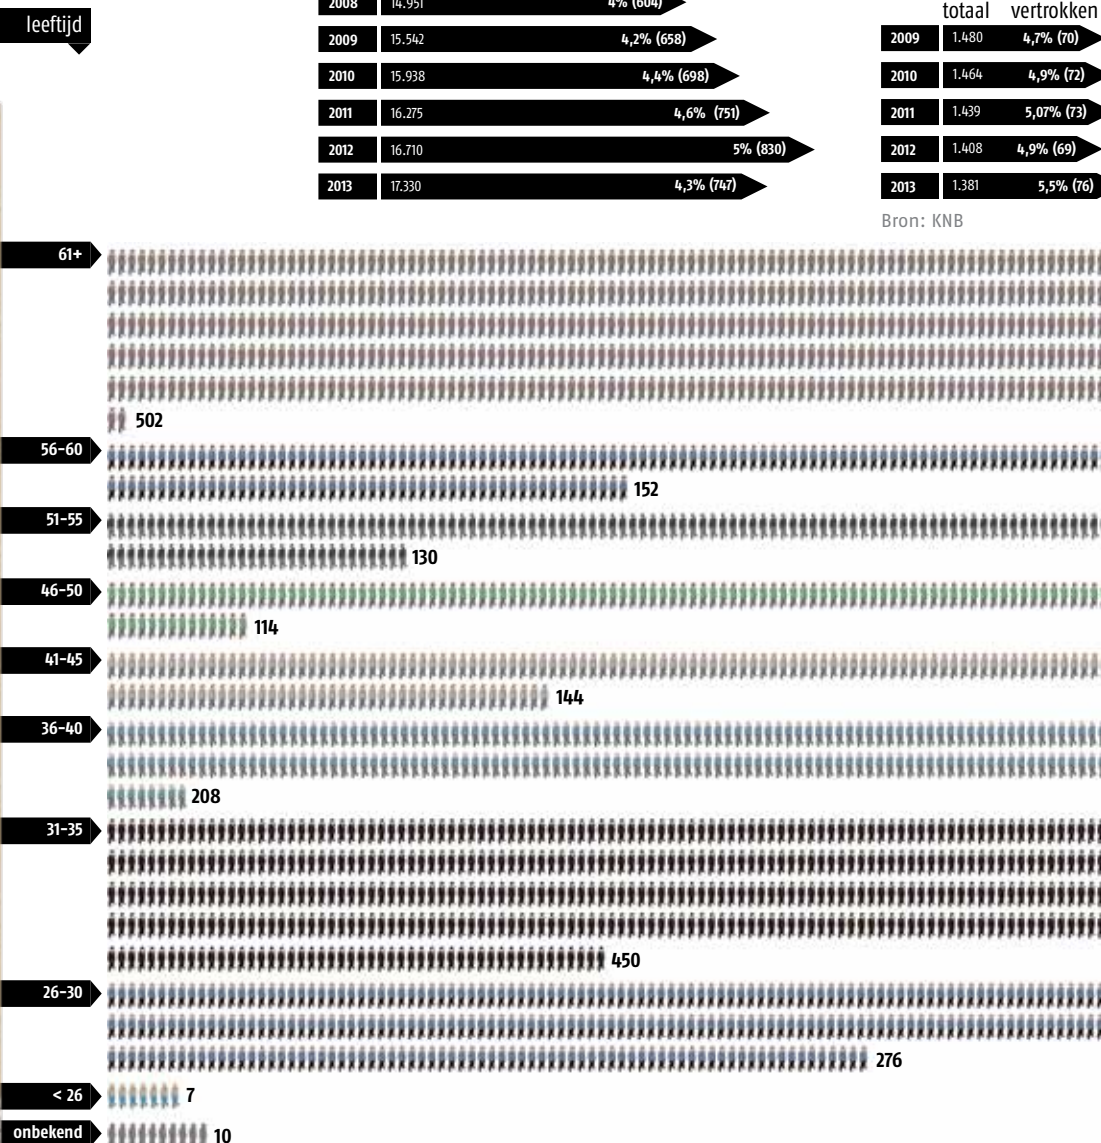 leeftijd
2008 14.951 4% (604)
2009 15.542 4,2% (658)
2010 15.938 4,4% (698)
2011 16.275 4,6% (751)
2012 16.710 5% (830)
2013 17.330 4,3% (747)
totaal vertrokken
2009 1.480 4,7% (70)
2010 1.464 4,9% (72)
2011 1.439 5,07% (73)
2012 1.408 4,9% (69)
2013 1.381 5,5% (76)
Bron: KNB
61+
502
56-60
152
51-55
130
46-50
114
41-45
144
36-40
208
31-35
450
26-30
276
< 26 7
onbekend 10